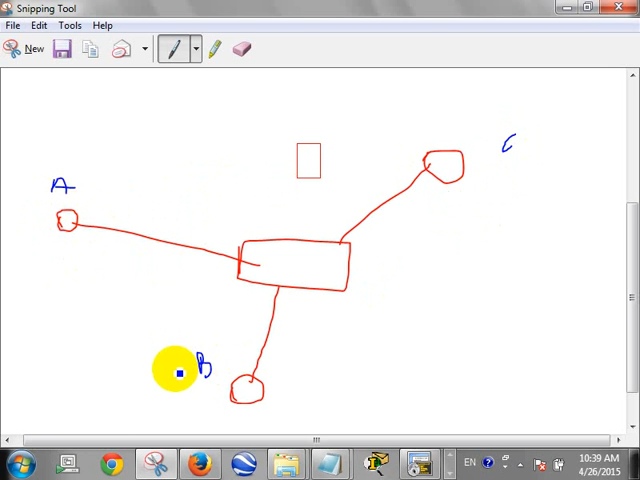 Snipping Tool
File Edit Tools Help
New
A
C
B
EN
10:39 AM
4/26/2015